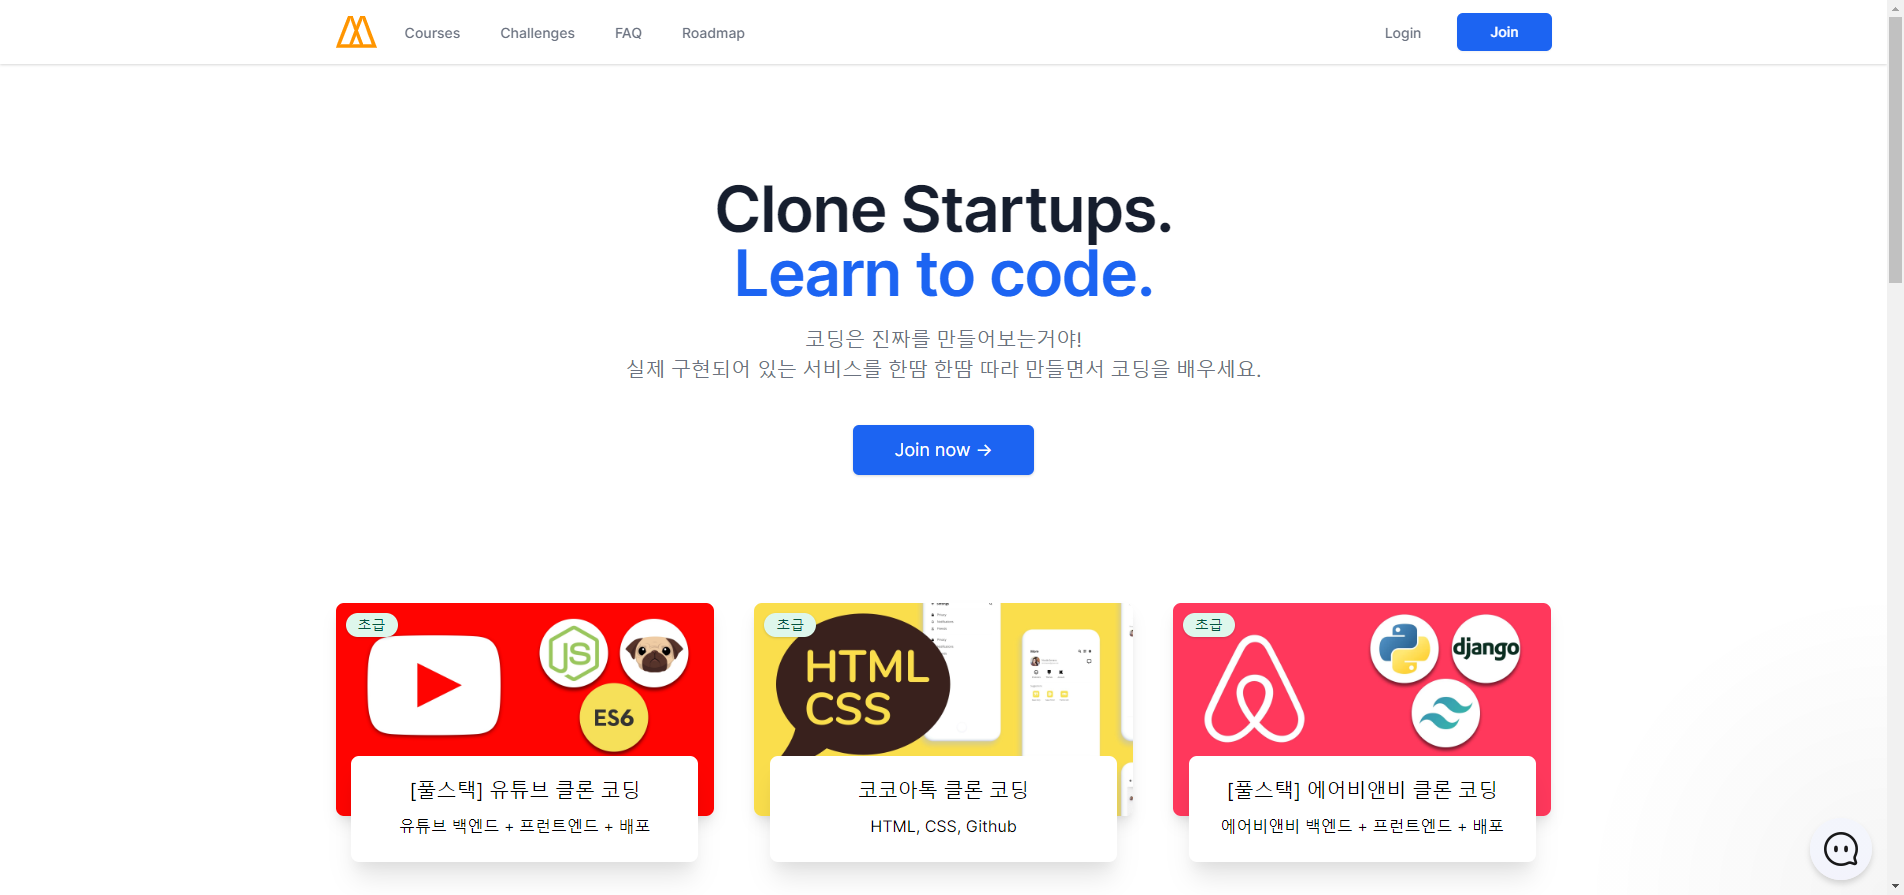 Courses
Challenges
FAQ
Roadmap
Login
Join
Clone Startups.
Learn to code.
코딩은 진짜를 만들어보는거야!
실제 구현되어 있는 서비스를 한땀 한땀 따라 만들면서 코딩을 배우세요.
Join now →
초급
JS
ES6
[풀스택] 유튜브 클론 코딩
유튜브 백엔드 + 프런트엔드 + 배포
초급
HTML
CSS
코코아톡 클론 코딩
HTML, CSS, Github
초급
django
[풀스택] 에어비앤비 클론 코딩
에어비앤비 백엔드 + 프런트엔드 + 배포